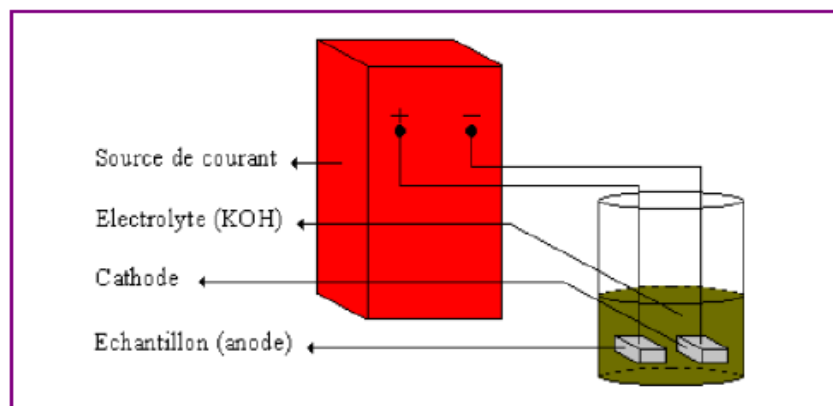 + −
Source de courant
Electrolyte (KOH)
Cathode
Echantillon (anode)